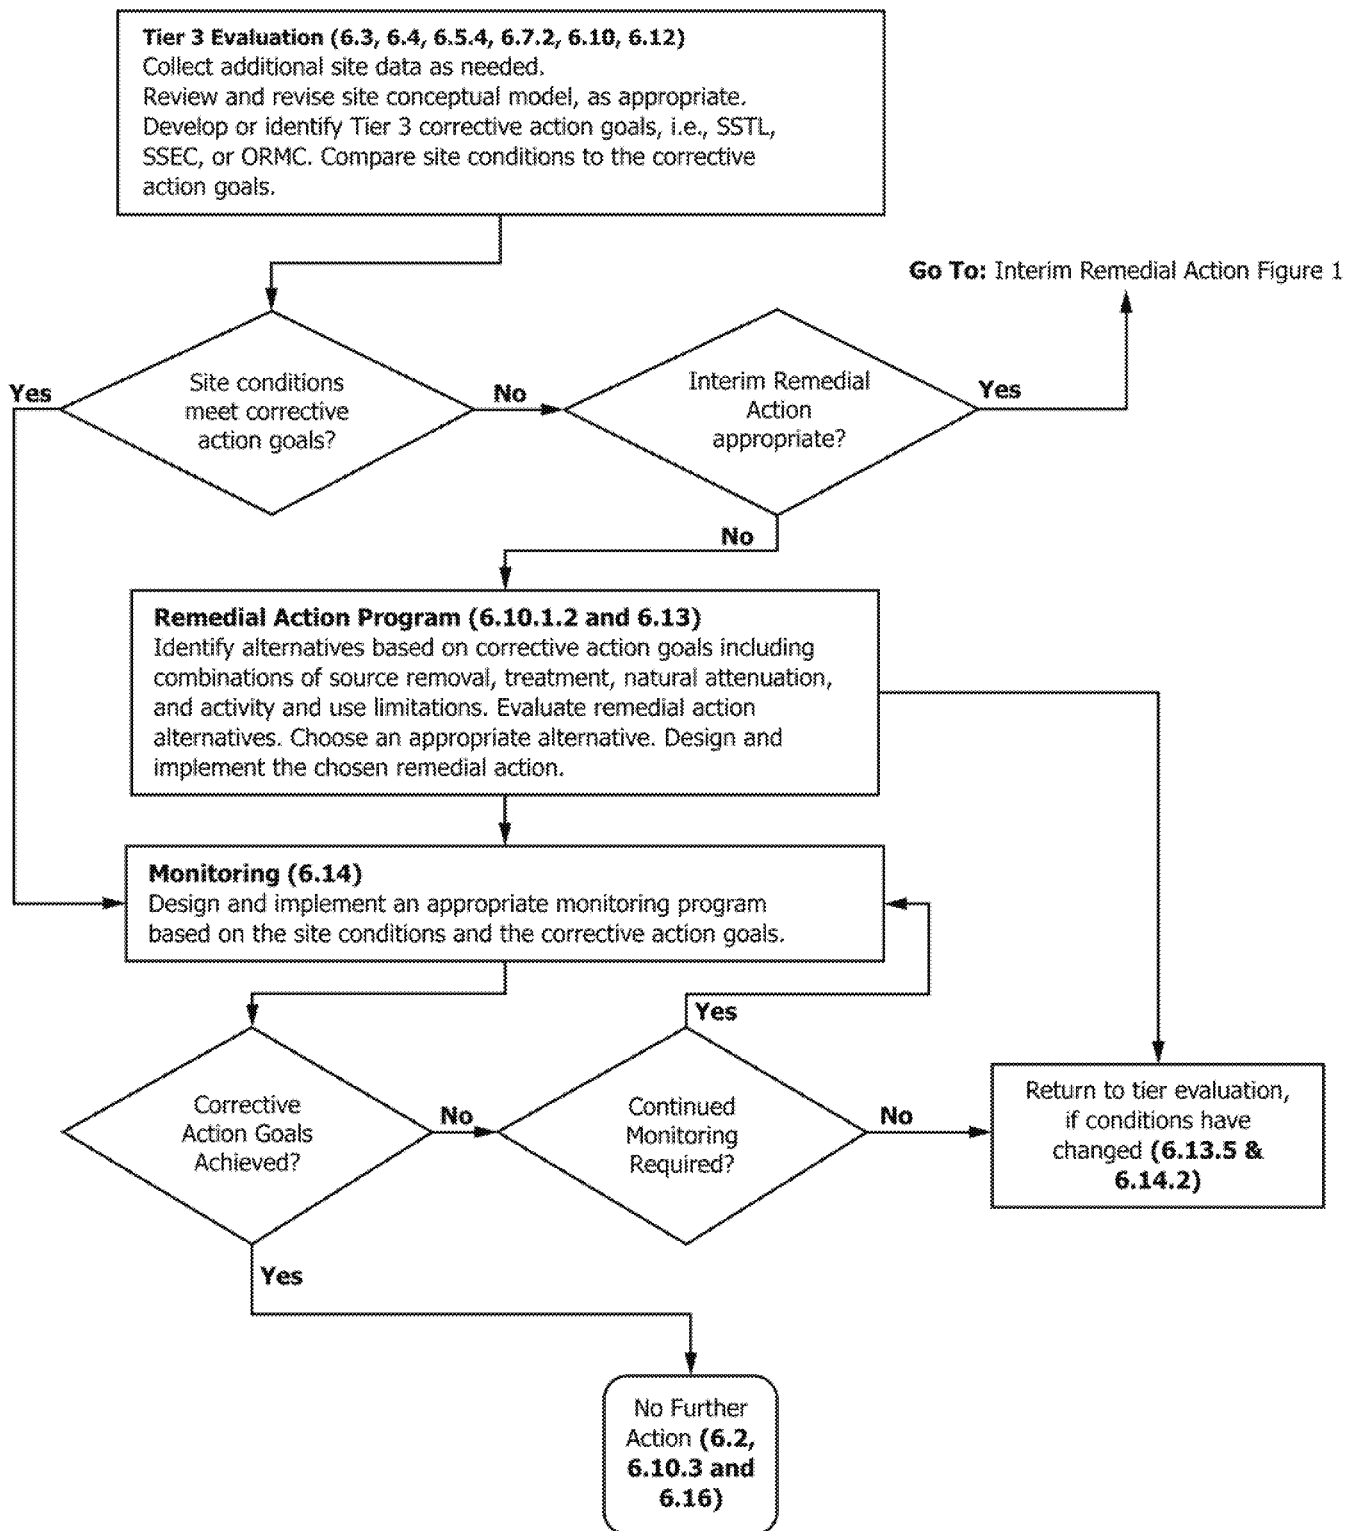 Tier 3 Evaluation (6.3, 6.4, 6.5.4, 6.7.2, 6.10, 6.12)
Collect additional site data as needed.
Review and revise site conceptual model, as appropriate.
Develop or identify Tier 3 corrective action goals, i.e., SSTL,
SSEC, or ORMC. Compare site conditions to the corrective
action goals.
Go To: Interim Remedial Action Figure 1
Yes
Site conditions
meet corrective
action goals?
No
Interim Remedial
Action
appropriate?
Yes
No
Remedial Action Program (6.10.1.2 and 6.13)
Identify alternatives based on corrective action goals including
combinations of source removal, treatment, natural attenuation,
and activity and use limitations. Evaluate remedial action
alternatives. Choose an appropriate alternative. Design and
implement the chosen remedial action.
Monitoring (6.14)
Design and implement an appropriate monitoring program
based on the site conditions and the corrective action goals.
Yes
Corrective
Action Goals
Achieved?
No
Continued
Monitoring
Required?
No
Return to tier evaluation,
if conditions have
changed (6.13.5 &
6.14.2)
Yes
No Further
Action (6.2,
6.10.3 and
6.16)